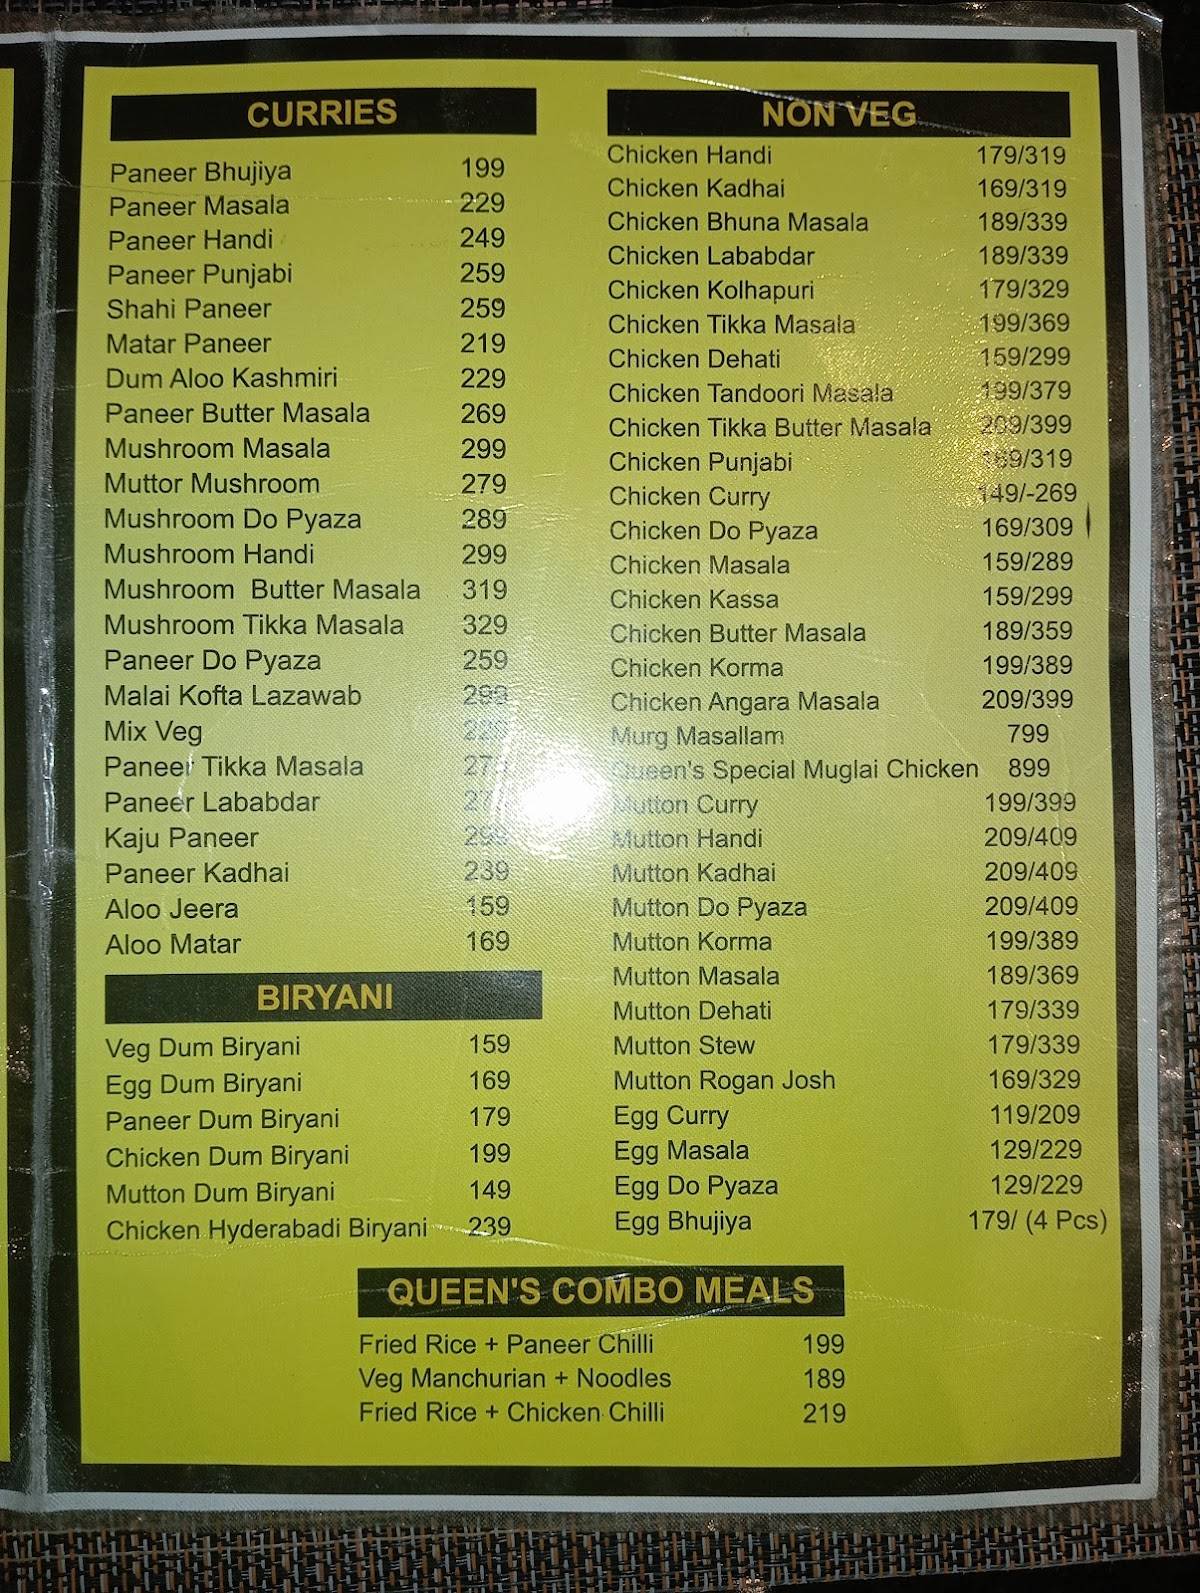 CURRIES
Paneer Bhujiya 199
Paneer Masala 229
Paneer Handi 249
Paneer Punjabi 259
Shahi Paneer 259
Matar Paneer 219
Dum Aloo Kashmiri 229
Paneer Butter Masala 269
Mushroom Masala 299
Muttor Mushroom 279
Mushroom Do Pyaza 289
Mushroom Handi 299
Mushroom Butter Masala 319
Mushroom Tikka Masala 329
Paneer Do Pyaza 259
Malai Kofta Lazawab
Mix Veg
Paneer Tikka Masala
Paneer Lababdar
Kaju Paneer
Paneer Kadhai 239
Aloo Jeera 159
Aloo Matar 169
BIRYANI
Veg Dum Biryani 159
Egg Dum Biryani 169
Paneer Dum Biryani 179
Chicken Dum Biryani 199
Mutton Dum Biryani 149
Chicken Hyderabadi Biryani 239
NON VEG
Chicken Handi 179/319
Chicken Kadhai 169/319
Chicken Bhuna Masala 189/339
Chicken Lababdar 189/339
Chicken Kolhapuri 179/329
Chicken Tikka Masala 199/369
Chicken Dehati 159/299
Chicken Tandoori Masala 199/379
Chicken Tikka Butter Masala 209/399
Chicken Punjabi
Chicken Curry 149/-269
Chicken Do Pyaza 169/309
Chicken Masala 159/289
Chicken Kassa 159/299
Chicken Butter Masala 189/359
Chicken Korma 199/389
Chicken Angara Masala 209/399
Murg Masallam 799
Queen's Special Muglai Chicken 899
Mutton Curry 199/399
Mutton Handi 209/409
Mutton Kadhai 209/409
Mutton Do Pyaza 209/409
Mutton Korma 199/389
Mutton Masala 189/369
Mutton Dehati 179/339
Mutton Stew 179/339
Mutton Rogan Josh 169/329
Egg Curry 119/209
Egg Masala 129/229
Egg Do Pyaza 129/229
Egg Bhujiya 179/ (4 Pcs)
QUEEN'S COMBO MEALS
Fried Rice + Paneer Chilli 199
Veg Manchurian + Noodles 189
Fried Rice + Chicken Chilli 219